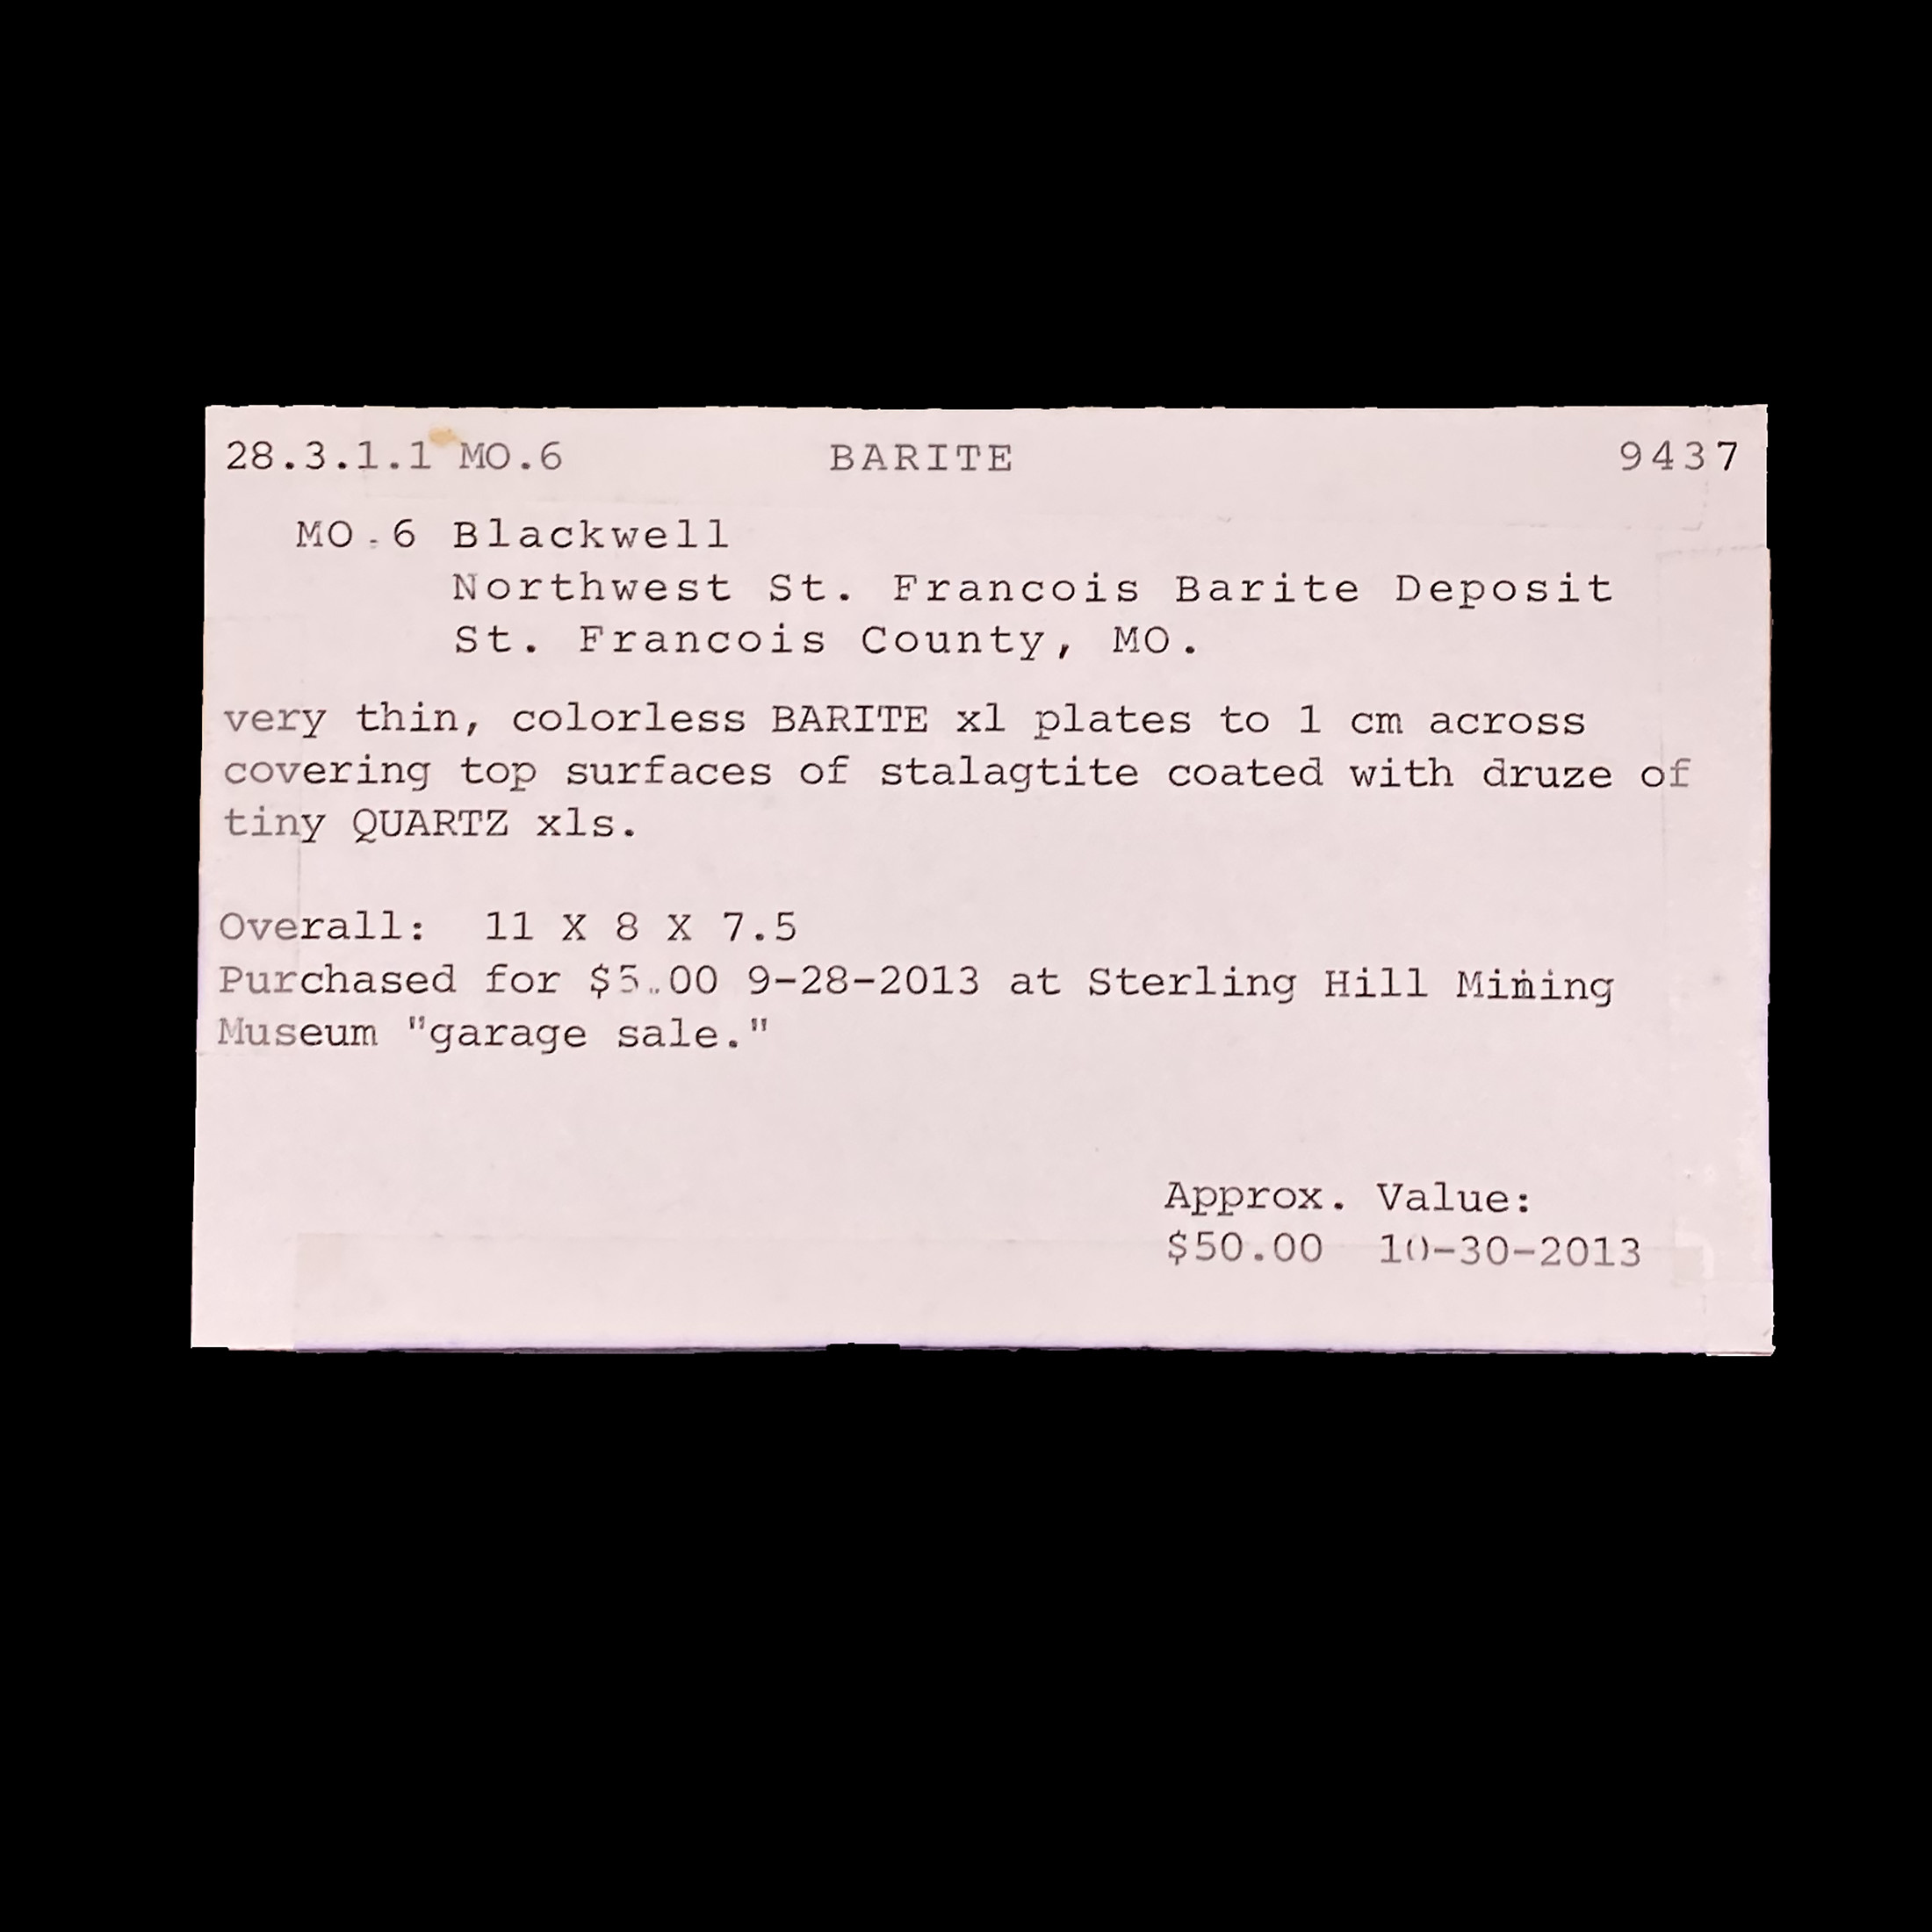 28.3.1.1 MO.6 BARITE 9437
MO.6 Blackwell
Northwest St. Francois Barite Deposit
St. Francois County, MO.
very thin, colorless BARITE xl plates to 1 cm across
covering top surfaces of stalagtite coated with druze of
tiny QUARTZ xls.
Overall: 11 X 8 X 7.5
Purchased for $5.00 9-28-2013 at Sterling Hill Mining
Museum "garage sale."
Approx. Value:
$50.00 10-30-2013